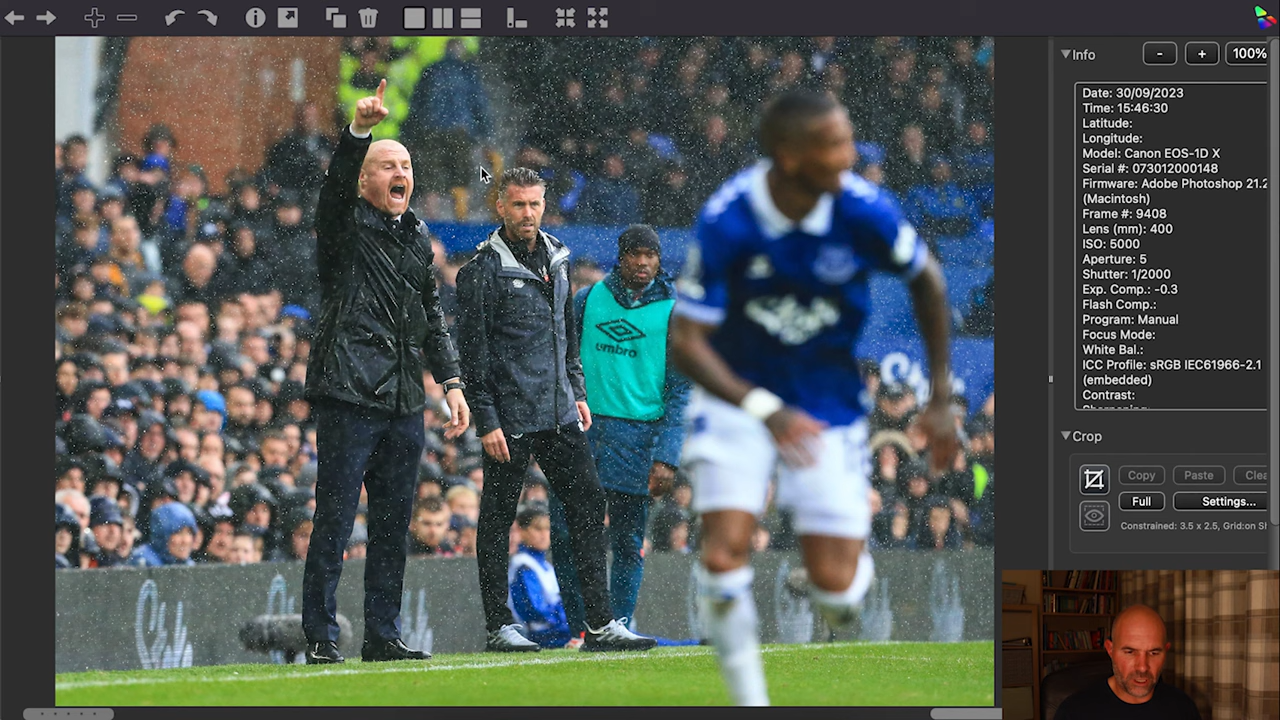 Info
- + 100%
Date: 30/09/2023
Time: 15:46:30
Latitude:
Longitude:
Model: Canon EOS-1D X
Serial #: 073012000148
Firmware: Adobe Photoshop 21.2
(Macintosh)
Frame #: 9408
Lens (mm): 400
ISO: 5000
Aperture: 5
Shutter: 1/2000
Exp. Comp.: -0.3
Flash Comp.:
Program: Manual
Focus Mode:
White Bal.:
ICC Profile: sRGB IEC61966-2.1
(embedded)
Contrast:
Crop
Copy Paste Clea
Full Settings...
Constrained: 3.5 x 2.5, Grid:on Sh
umbro